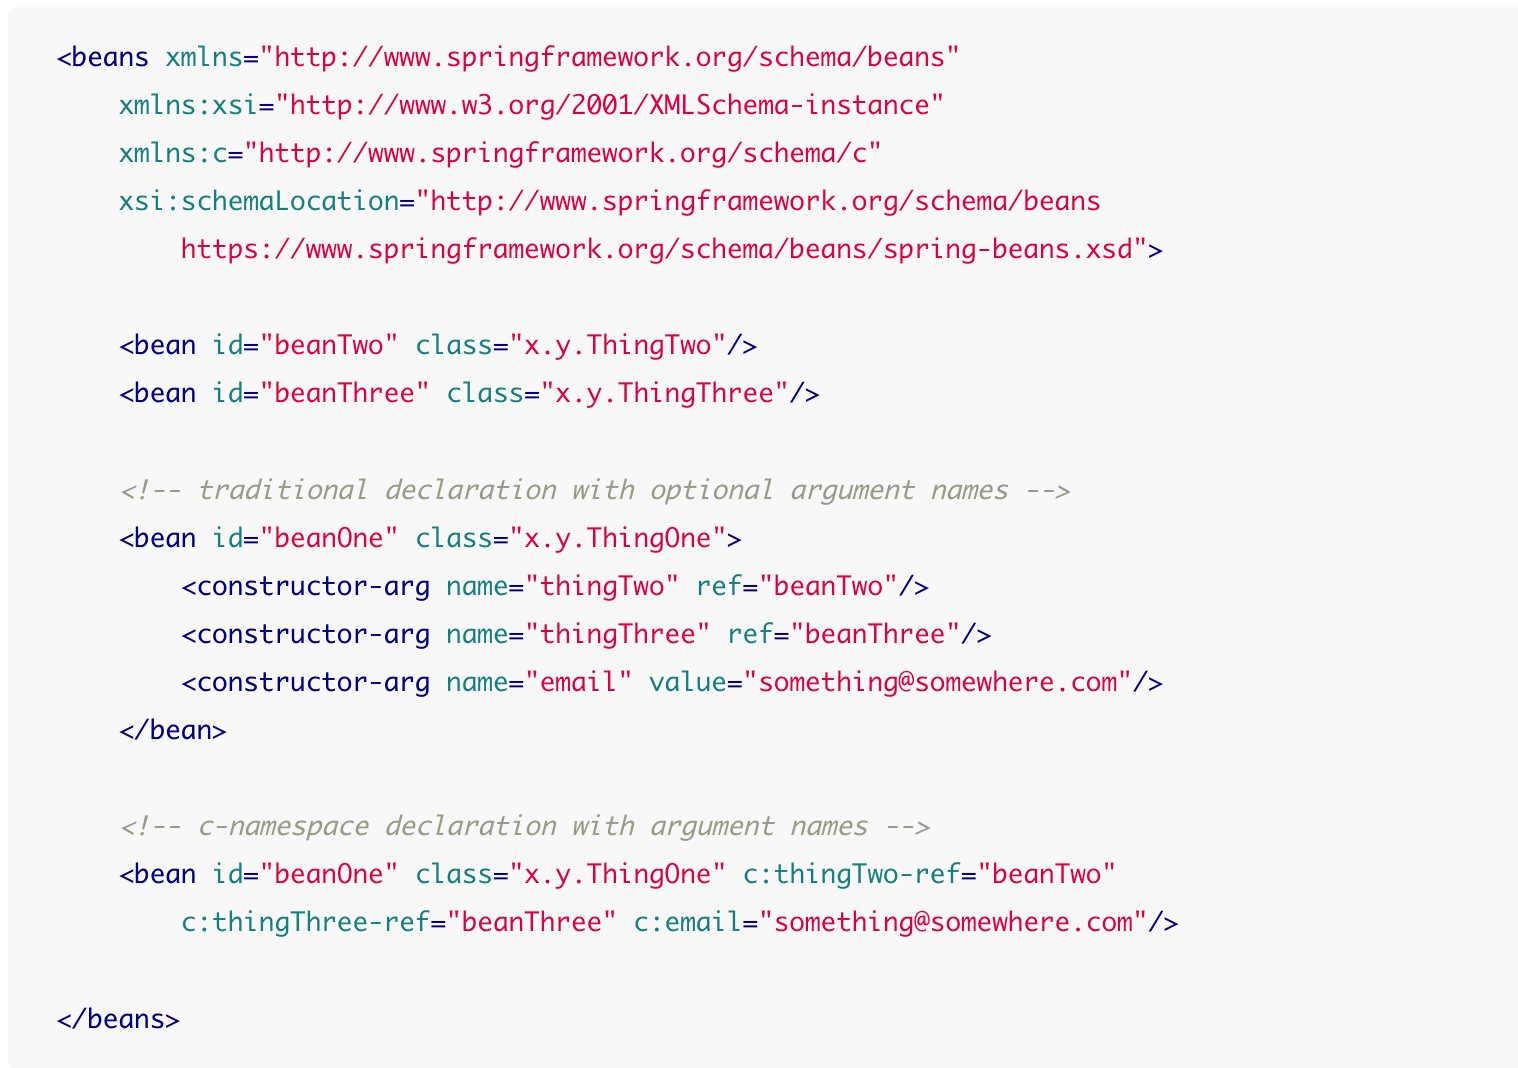 <beans xmlns="http://www.springframework.org/schema/beans"
    xmlns:xsi="http://www.w3.org/2001/XMLSchema-instance"
    xmlns:c="http://www.springframework.org/schema/c"
    xsi:schemaLocation="http://www.springframework.org/schema/beans
        https://www.springframework.org/schema/beans/spring-beans.xsd">

    <bean id="beanTwo" class="x.y.ThingTwo"/>
    <bean id="beanThree" class="x.y.ThingThree"/>

    <!-- traditional declaration with optional argument names -->
    <bean id="beanOne" class="x.y.ThingOne">
        <constructor-arg name="thingTwo" ref="beanTwo"/>
        <constructor-arg name="thingThree" ref="beanThree"/>
        <constructor-arg name="email" value="something@somewhere.com"/>
    </bean>

    <!-- c-namespace declaration with argument names -->
    <bean id="beanOne" class="x.y.ThingOne" c:thingTwo-ref="beanTwo"
        c:thingThree-ref="beanThree" c:email="something@somewhere.com"/>

</beans>